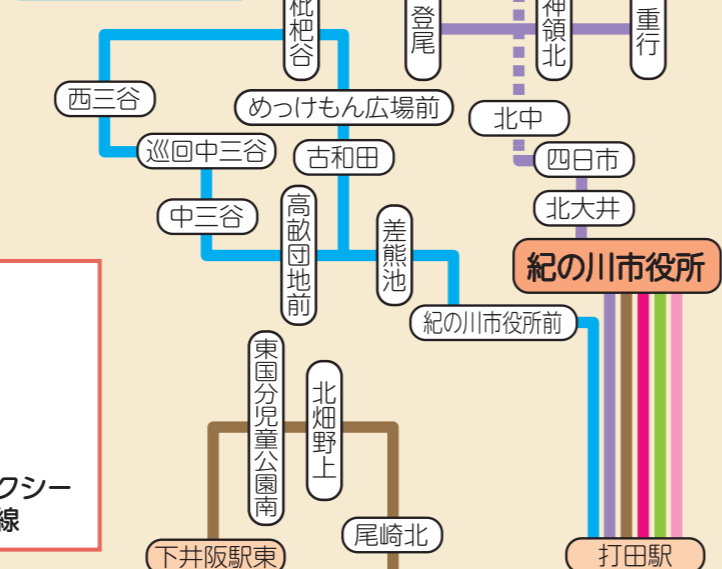 枇杷谷
登尾
神領北
重行
西三谷
めっけもん広場前
北中
巡回中三谷
古和田
四日市
中三谷
高畝団地前
差熊池
北大井
紀の川市役所
紀の川市役所前
東国分児童公園南
北畑野上
クシー
線
尾崎北
下井阪駅東
打田駅